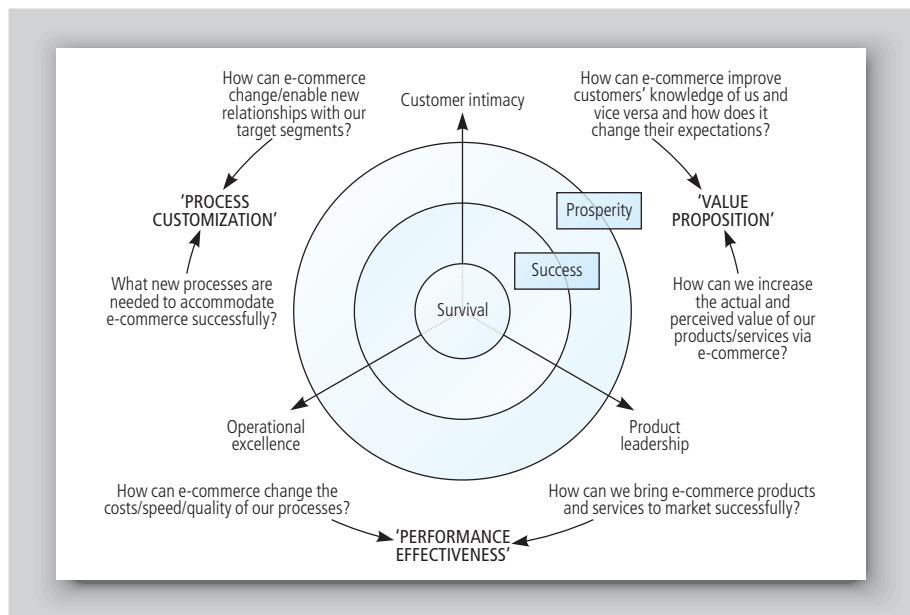 How can e-commerce
change/enable new
relationships with our
target segments?
Customer intimacy
How can e-commerce improve
customers’ knowledge of us and
vice versa and how does it
change their expectations?
‘PROCESS
CUSTOMIZATION’
Prosperity
‘VALUE
PROPOSITION’
Success
What new processes are
needed to accommodate
e-commerce successfully?
Survival
How can we increase
the actual and
perceived value of our
products/services via
e-commerce?
Operational
excellence
Product
leadership
How can e-commerce change the
costs/speed/quality of our processes?
How can we bring e-commerce products
and services to market successfully?
‘PERFORMANCE
EFFECTIVENESS’